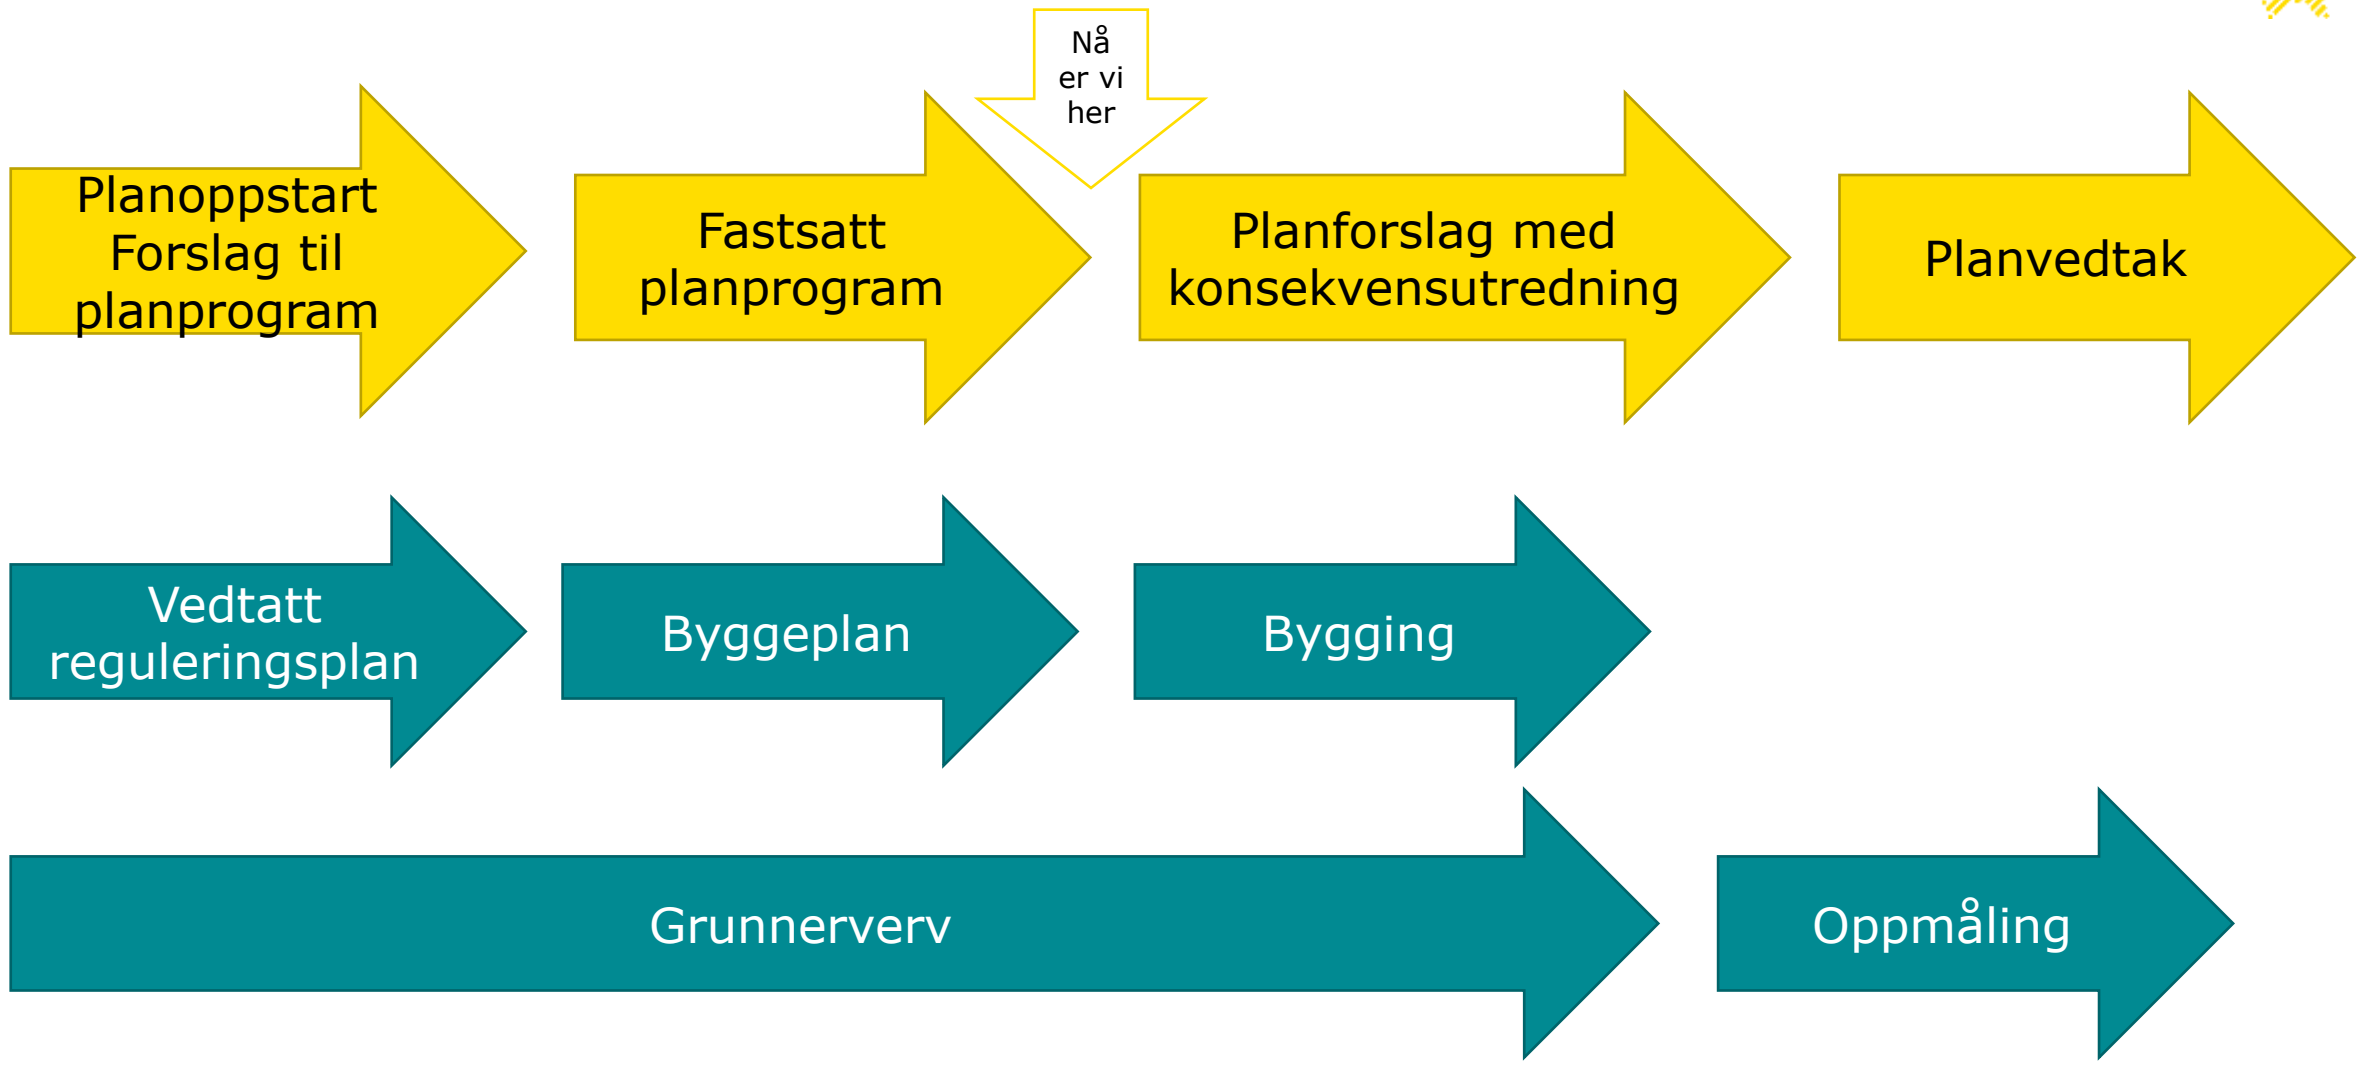 Nå
er vi
her
Planoppstart
Forslag til
planprogram
Fastsatt
planprogram
Planforslag med
konsekvensutredning
Planvedtak
Vedtatt
reguleringsplan
Byggeplan
Bygging
Grunnerverv
Oppmåling